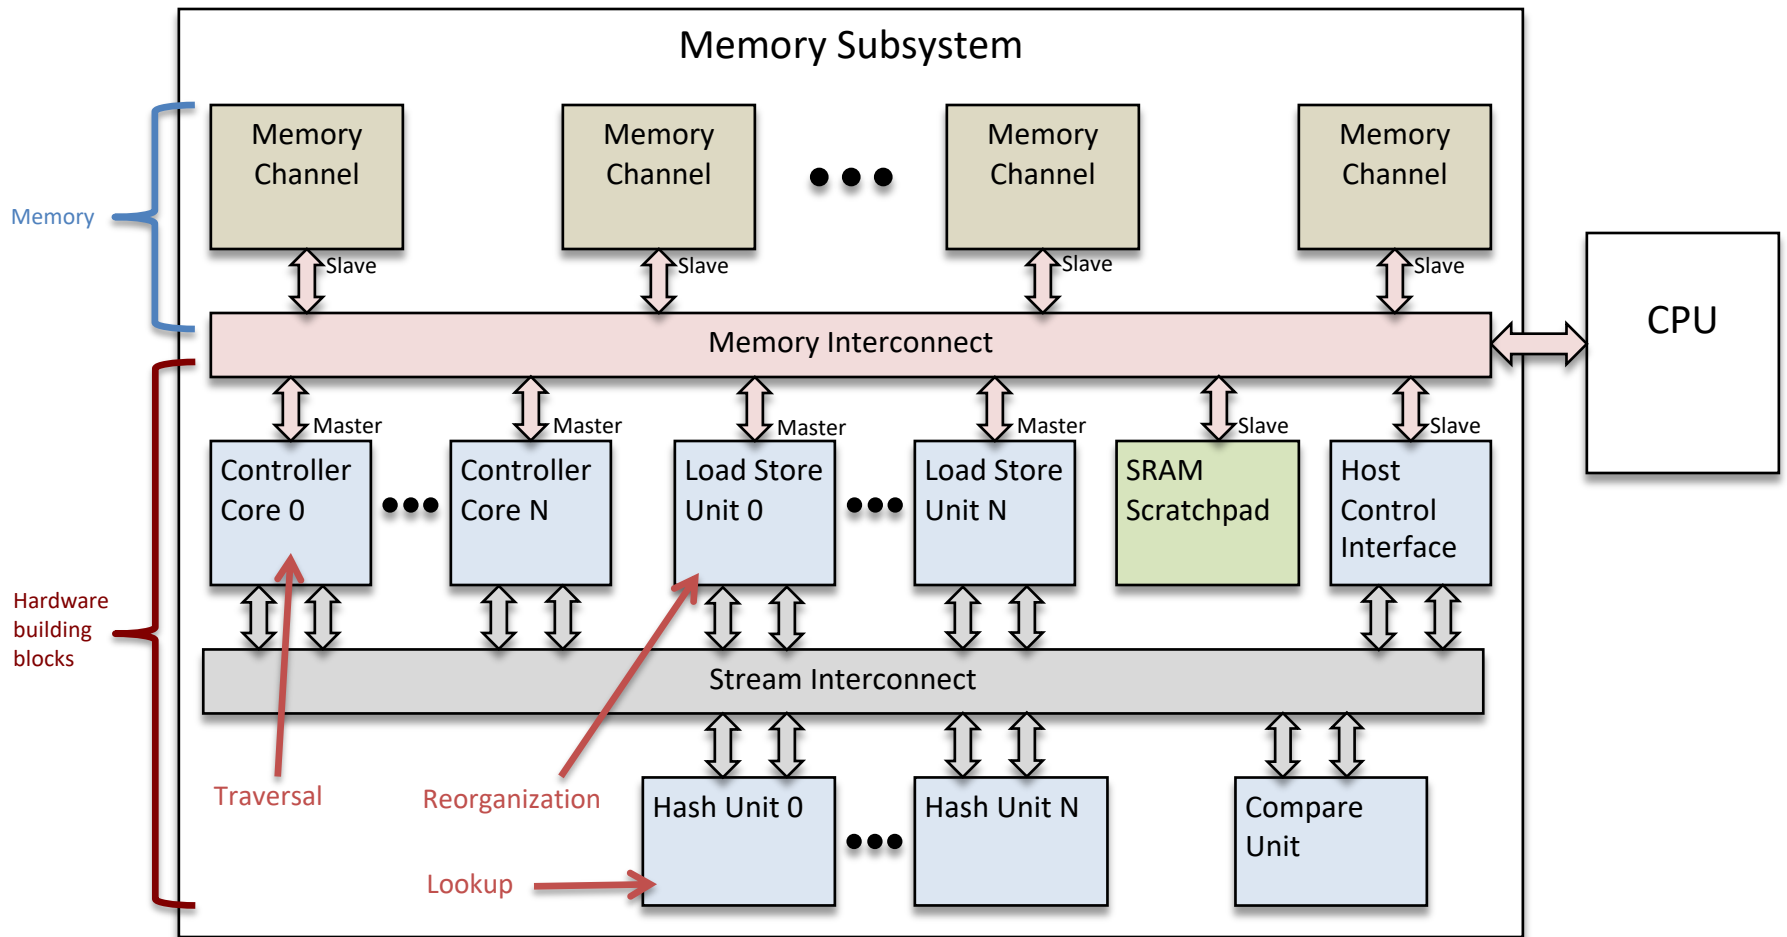 Memory Subsystem
Memory
Channel
Memory
Channel
Memory
Channel
Memory
Channel
Memory
Slave
Slave
Slave
Slave
Memory Interconnect
CPU
Master
Master
Master
Master
Slave
Slave
Controller
Core 0
Controller
Core N
Load Store
Unit 0
Load Store
Unit N
SRAM
Scratchpad
Host
Control
Interface
Hardware
building
blocks
Stream Interconnect
Traversal
Reorganization
Hash Unit 0
Hash Unit N
Compare
Unit
Lookup